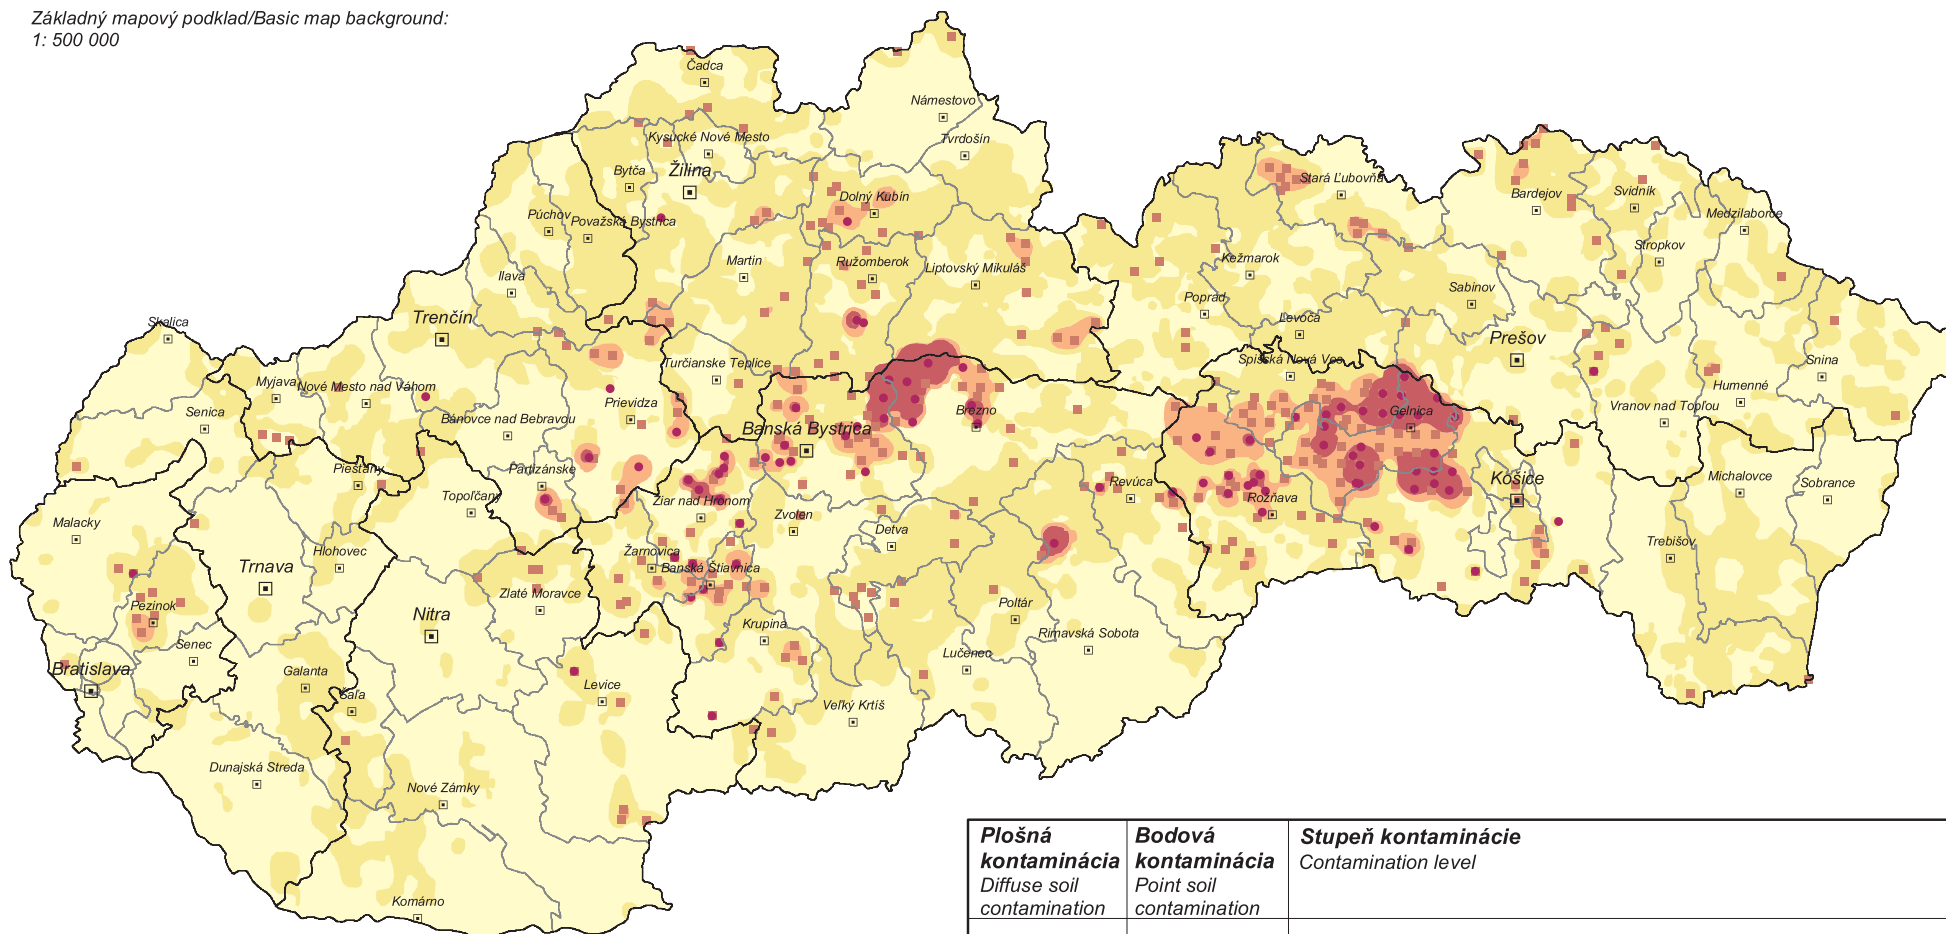 Základný mapový podklad/Basic map background:
1: 500 000
Čadca
Námestovo
Kysucké Nové Mesto
Tvrdošín
Bytča
Žilina
Dolný Kubín
Stará Ľubovňa
Bardejov
Svidník
Medzilaborce
Púchov
Považská Bystrica
Stropkov
Martin
Ružomberok
Liptovský Mikuláš
Kežmarok
Ilava
Sabinov
Poprad
Levoča
Trenčín
Skalica
Prešov
Turčianske Teplice
Spišská Nová Ves
Snina
Myjava
Nové Mesto nad Váhom
Humenné
Senica
Bánovce nad Bebravou
Prievidza
Brezno
Gelnica
Vranov nad Topľou
Banská Bystrica
Piešťany
Partizánske
Revúca
Rožňava
Košice
Michalovce
Sobrance
Topoľčany
Žiar nad Hronom
Zvolen
Detva
Malacky
Hlohovec
Trnava
Žarnovica
Banská Štiavnica
Trebišov
Pezinok
Nitra
Zlaté Moravce
Krupina
Poltár
Rimavská Sobota
Senec
Lučenec
Bratislava
Galanta
Šaľa
Levice
Veľký Krtíš
Dunajská Streda
Nové Zámky
Komárno
Plošná
kontaminácia
Diffuse soil
contamination
Bodová
kontaminácia
Point soil
contamination
Stupeň kontaminácie
Contamination level